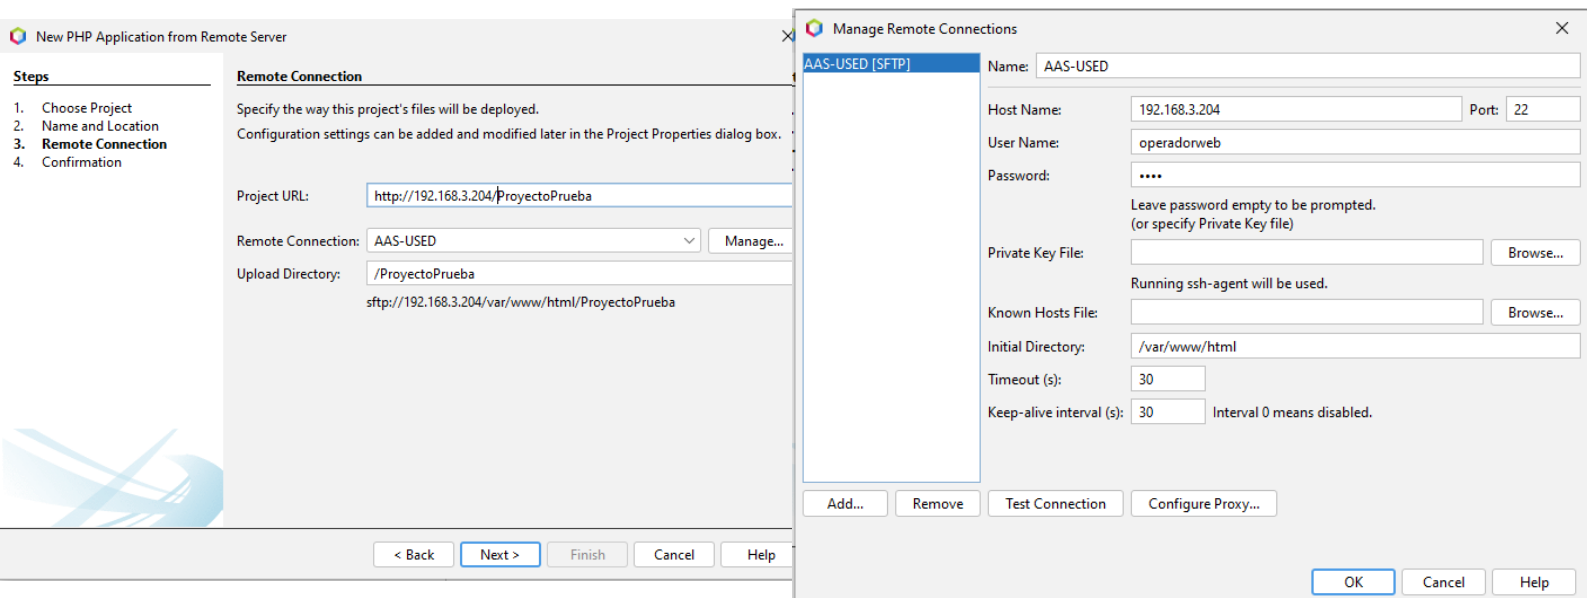 New PHP Application from Remote Server
Steps
1. Choose Project
2. Name and Location
3. Remote Connection
4. Confirmation
Remote Connection
Specify the way this project's files will be deployed.
Configuration settings can be added and modified later in the Project Properties dialog box.
Project URL: http://192.168.3.204/ProyectoPrueba
Remote Connection: AAS-USED Manage...
Upload Directory: /ProyectoPrueba
sftp://192.168.3.204/var/www/html/ProyectoPrueba
< Back Next > Finish Cancel Help
Manage Remote Connections
AAS-USED [SFTP]
Name: AAS-USED
Host Name: 192.168.3.204 Port: 22
User Name: operadorweb
Password: ••••
Leave password empty to be prompted.
(or specify Private Key file)
Private Key File: Browse...
Running ssh-agent will be used.
Known Hosts File: Browse...
Initial Directory: /var/www/html
Timeout (s): 30
Keep-alive interval (s): 30 Interval 0 means disabled.
Add... Remove Test Connection Configure Proxy...
OK Cancel Help